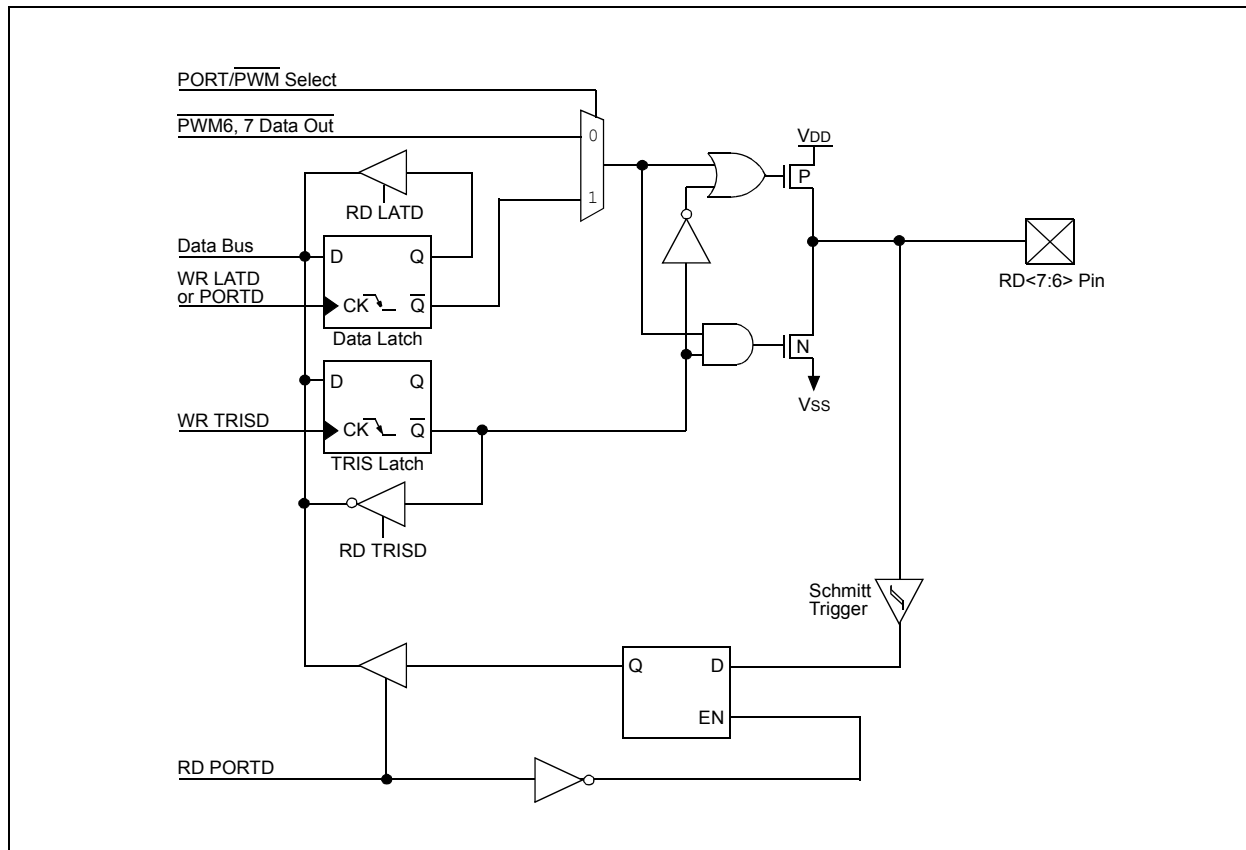 PORT/PWM Select
PWM6, 7 Data Out
0
VDD
P
1
RD LATD
Data Bus
D
Q
RD<7:6> Pin
WR LATD
or PORTD
CK
Q
Data Latch
N
D
Q
VSS
WR TRISD
CK
Q
TRIS Latch
RD TRISD
Schmitt
Trigger
Q
D
EN
RD PORTD